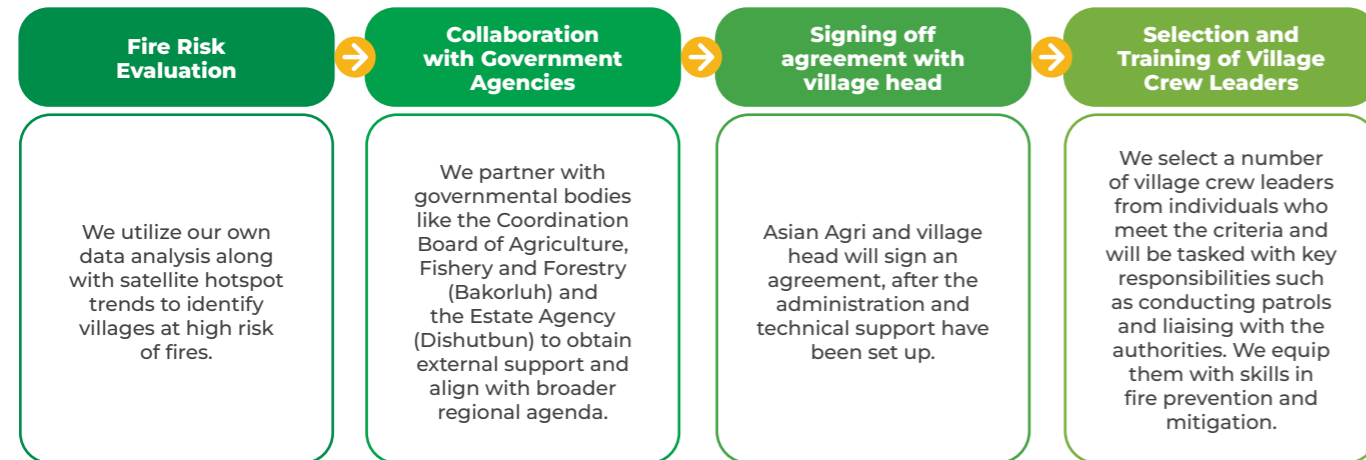 Fire Risk
Evaluation
We utilize our own
data analysis along
with satellite hotspot
trends to identify
villages at high risk
of fires.
Collaboration
with Government
Agencies
We partner with
governmental bodies
like the Coordination
Board of Agriculture,
Fishery and Forestry
(Bakorluh) and
the Estate Agency
(Dishutbun) to obtain
external support and
align with broader
regional agenda.
Signing off
agreement with
village head
Asian Agri and village
head will sign an
agreement, after the
administration and
technical support have
been set up.
Selection and
Training of Village
Crew Leaders
We select a number
of village crew leaders
from individuals who
meet the criteria and
will be tasked with key
responsibilities such
as conducting patrols
and liaising with the
authorities. We equip
them with skills in
fire prevention and
mitigation.